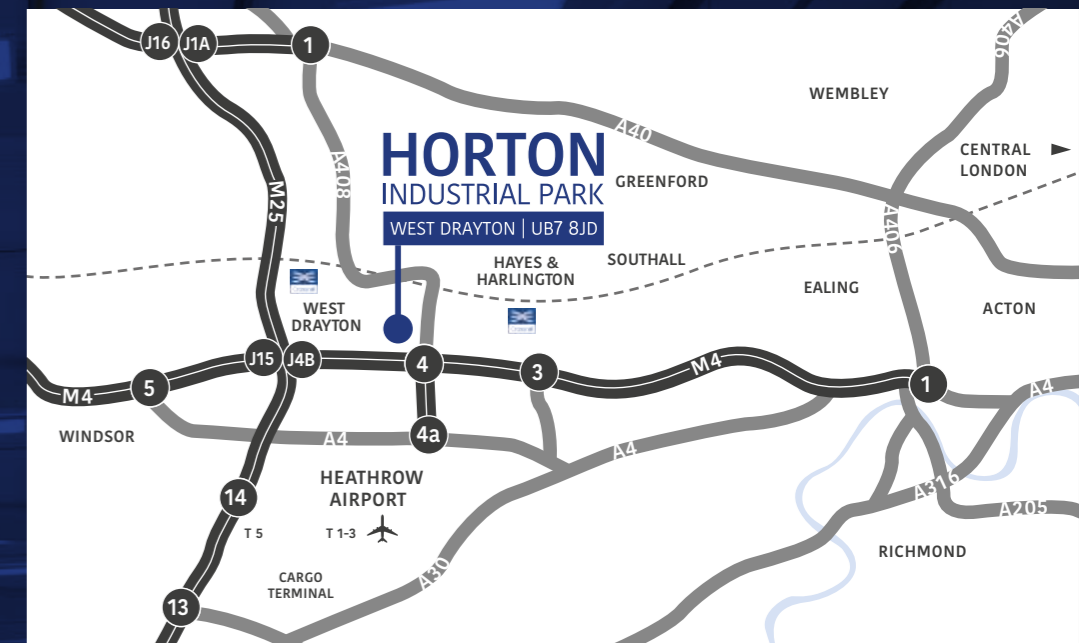 J16
J1A
1
A406
WEMBLEY
A40
CENTRAL
LONDON
HORTON
INDUSTRIAL PARK
WEST DRAYTON | UB7 8JD
A408
GREENFORD
M25
A406
HAYES &
HARLINGTON
SOUTHALL
EALING
WEST
DRAYTON
ACTON
J15
J4B
4
3
M4
1
5
M4
A4
WINDSOR
A4
4a
A4
HEATHROW
AIRPORT
A316
14
T 5
T 1-3
A205
RICHMOND
A30
CARGO
TERMINAL
13